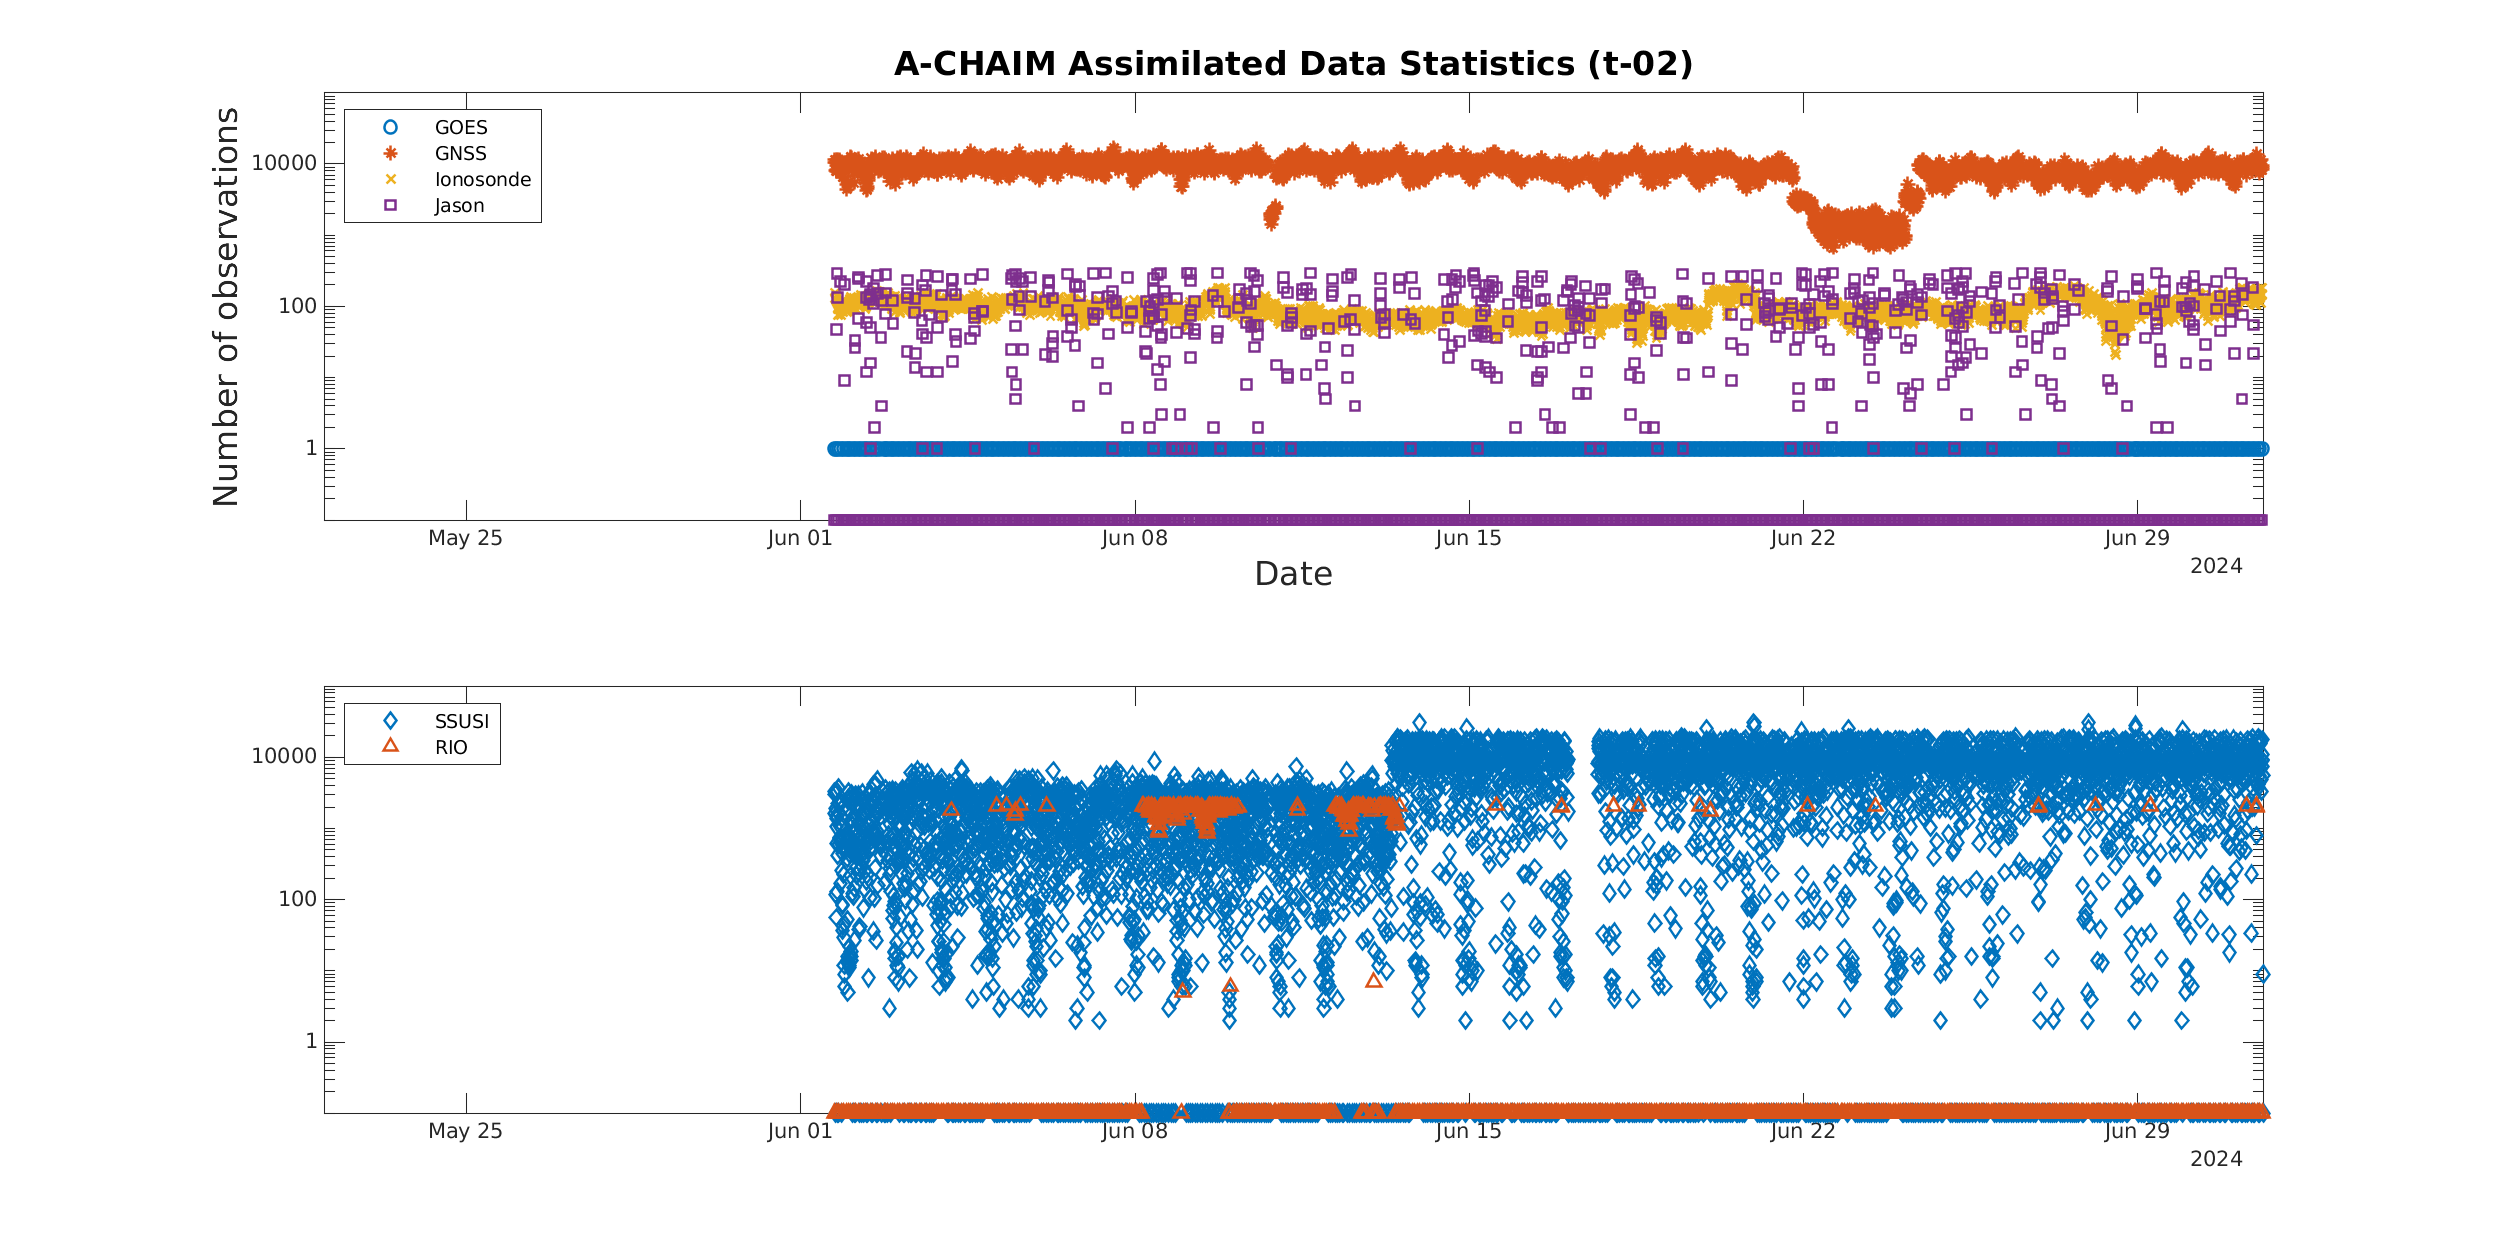 A-CHAIM Assimilated Data Statistics (t-02)
Number of observations
10000
100
1
GOES
GNSS
Ionosonde
Jason
May 25
Jun 01
Jun 08
Jun 15
Jun 22
Jun 29
2024
Date
10000
100
1
SSUSI
RIO
May 25
Jun 01
Jun 08
Jun 15
Jun 22
Jun 29
2024